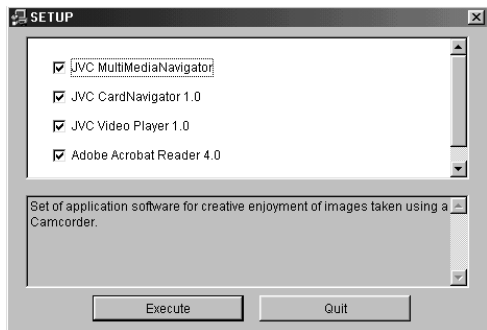 SETUP
JVC MultiMediaNavigator
JVC CardNavigator 1.0
JVC Video Player 1.0
Adobe Acrobat Reader 4.0
Set of application software for creative enjoyment of images taken using a
Camcorder.
Execute
Quit